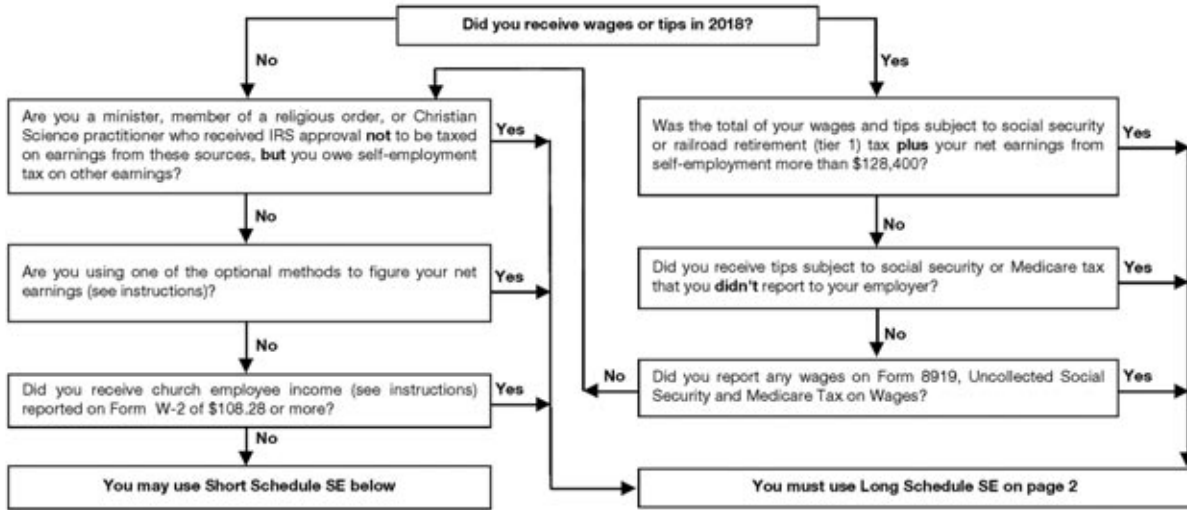 Did you receive wages or tips in 2018?
No
Yes
Are you a minister, member of a religious order, or Christian
Science practitioner who received IRS approval not to be taxed
on earnings from these sources, but you owe self-employment
tax on other earnings?
Yes
No
Are you using one of the optional methods to figure your net
earnings (see instructions)?
Yes
No
Did you receive church employee income (see instructions)
reported on Form W-2 of $108.28 or more?
Yes
No
You may use Short Schedule SE below
Was the total of your wages and tips subject to social security
or railroad retirement (tier 1) tax plus your net earnings from
self-employment more than $128,400?
Yes
No
Did you receive tips subject to social security or Medicare tax
that you didn't report to your employer?
Yes
No
No
Did you report any wages on Form 8919, Uncollected Social
Security and Medicare Tax on Wages?
Yes
You must use Long Schedule SE on page 2